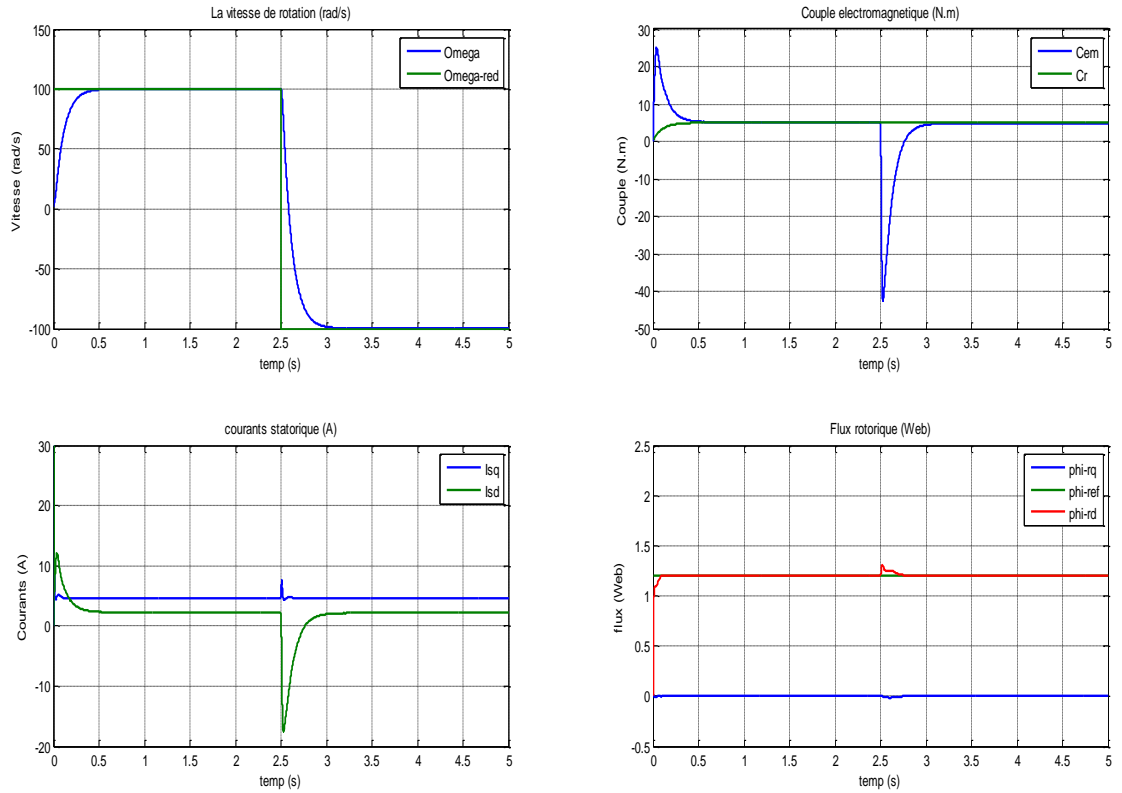 La vitesse de rotation (rad/s)
150
100
50
0
-50
-100
Vitesse (rad/s)
Omega
Omega-red
0 0.5 1 1.5 2 2.5 3 3.5 4 4.5 5
temp (s)
Couple electromagnetique (N.m)
30
20
10
0
-10
-20
-30
-40
-50
Couple (N.m)
Cem
Cr
0 0.5 1 1.5 2 2.5 3 3.5 4 4.5 5
temp (s)
courants statorique (A)
30
20
10
0
-10
-20
Courants (A)
Isq
Isd
0 0.5 1 1.5 2 2.5 3 3.5 4 4.5 5
temp (s)
Flux rotorique (Web)
2.5
2
1.5
1
0.5
0
-0.5
flux (Web)
phi-rq
phi-ref
phi-rd
0 0.5 1 1.5 2 2.5 3 3.5 4 4.5 5
temp (s)